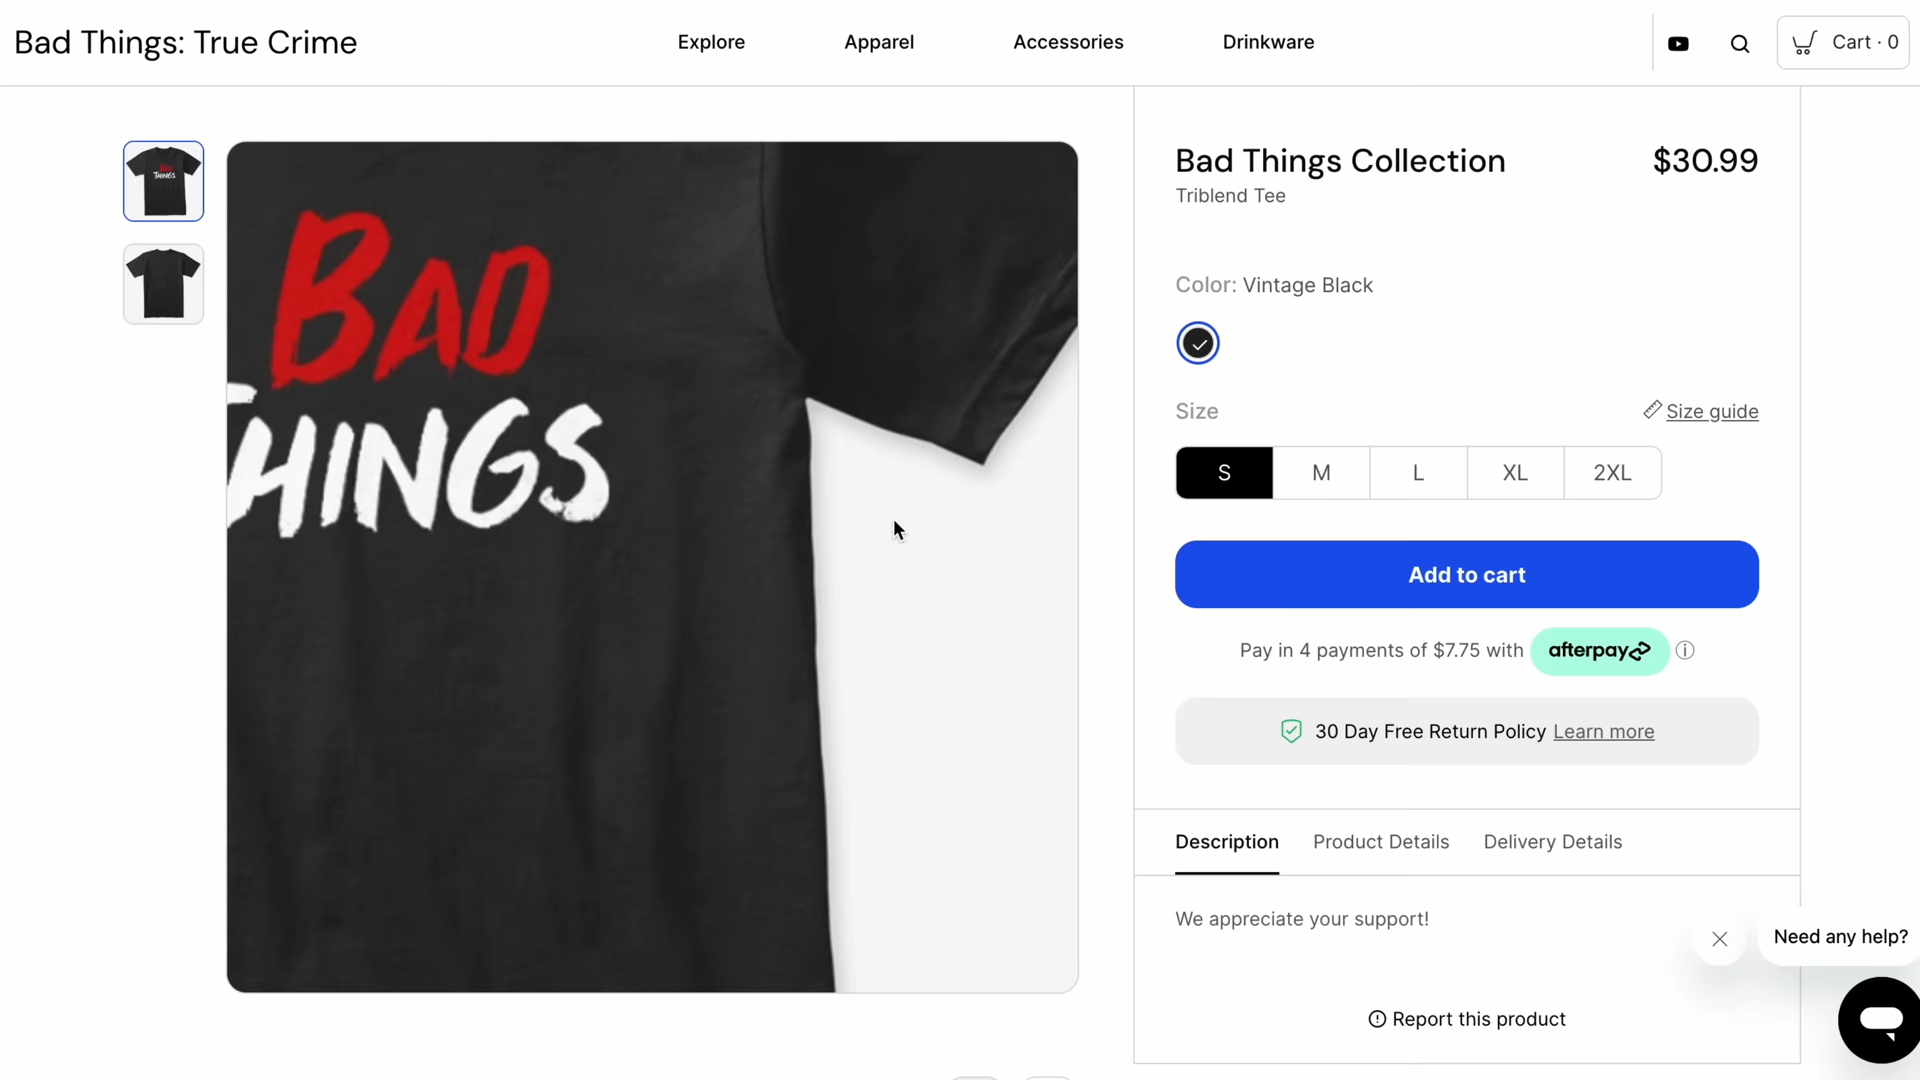 Bad Things: True Crime
Explore
Apparel
Accessories
Drinkware
Cart · 0
BAD
THINGS
BAD
THINGS
Bad Things Collection
$30.99
Triblend Tee
Color: Vintage Black
Size
Size guide
S
M
L
XL
2XL
Add to cart
Pay in 4 payments of $7.75 with afterpay
30 Day Free Return Policy Learn more
Description
Product Details
Delivery Details
We appreciate your support!
Need any help?
Report this product